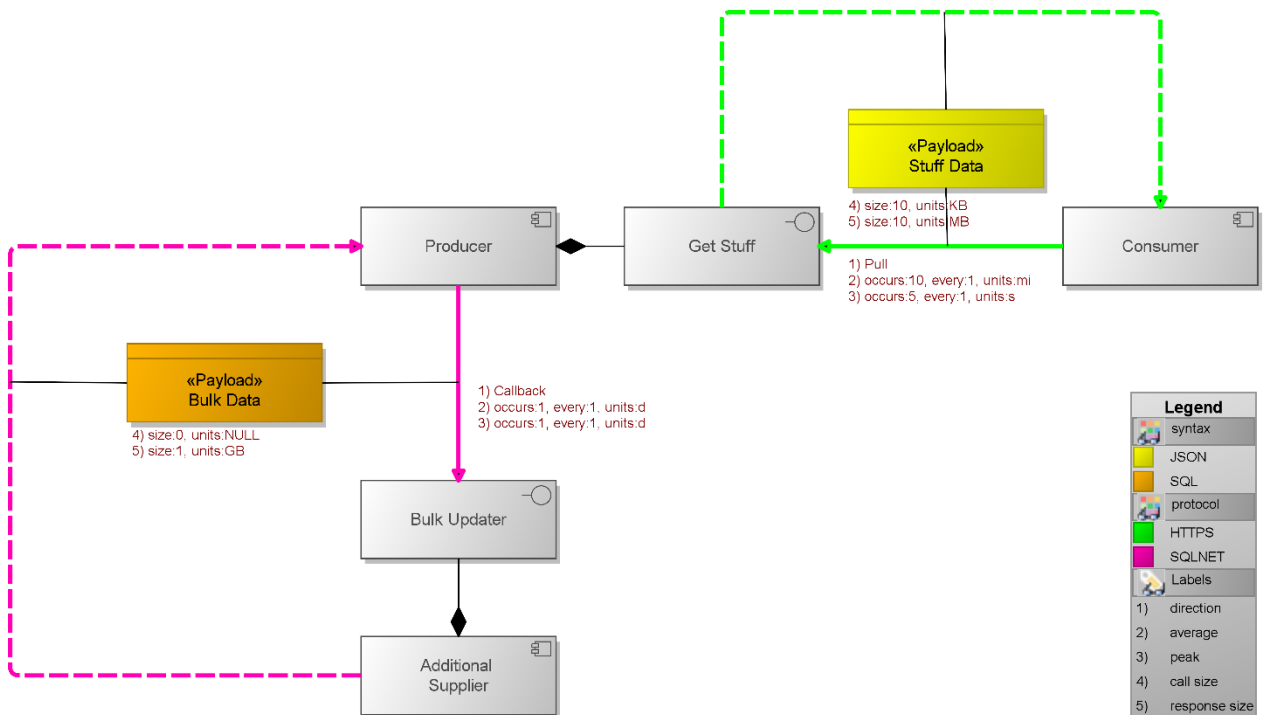 «Payload»
Stuff Data
4) size:10, units:KB
5) size:10, units:MB
Producer
Get Stuff
Consumer
1) Pull
2) occurs:10, every:1, units:mi
3) occurs:5, every:1, units:s
«Payload»
Bulk Data
4) size:0, units:NULL
5) size:1, units:GB
1) Callback
2) occurs:1, every:1, units:d
3) occurs:1, every:1, units:d
Bulk Updater
Additional
Supplier
Legend
syntax
JSON
SQL
protocol
HTTPS
SQLNET
Labels
1) direction
2) average
3) peak
4) call size
5) response size